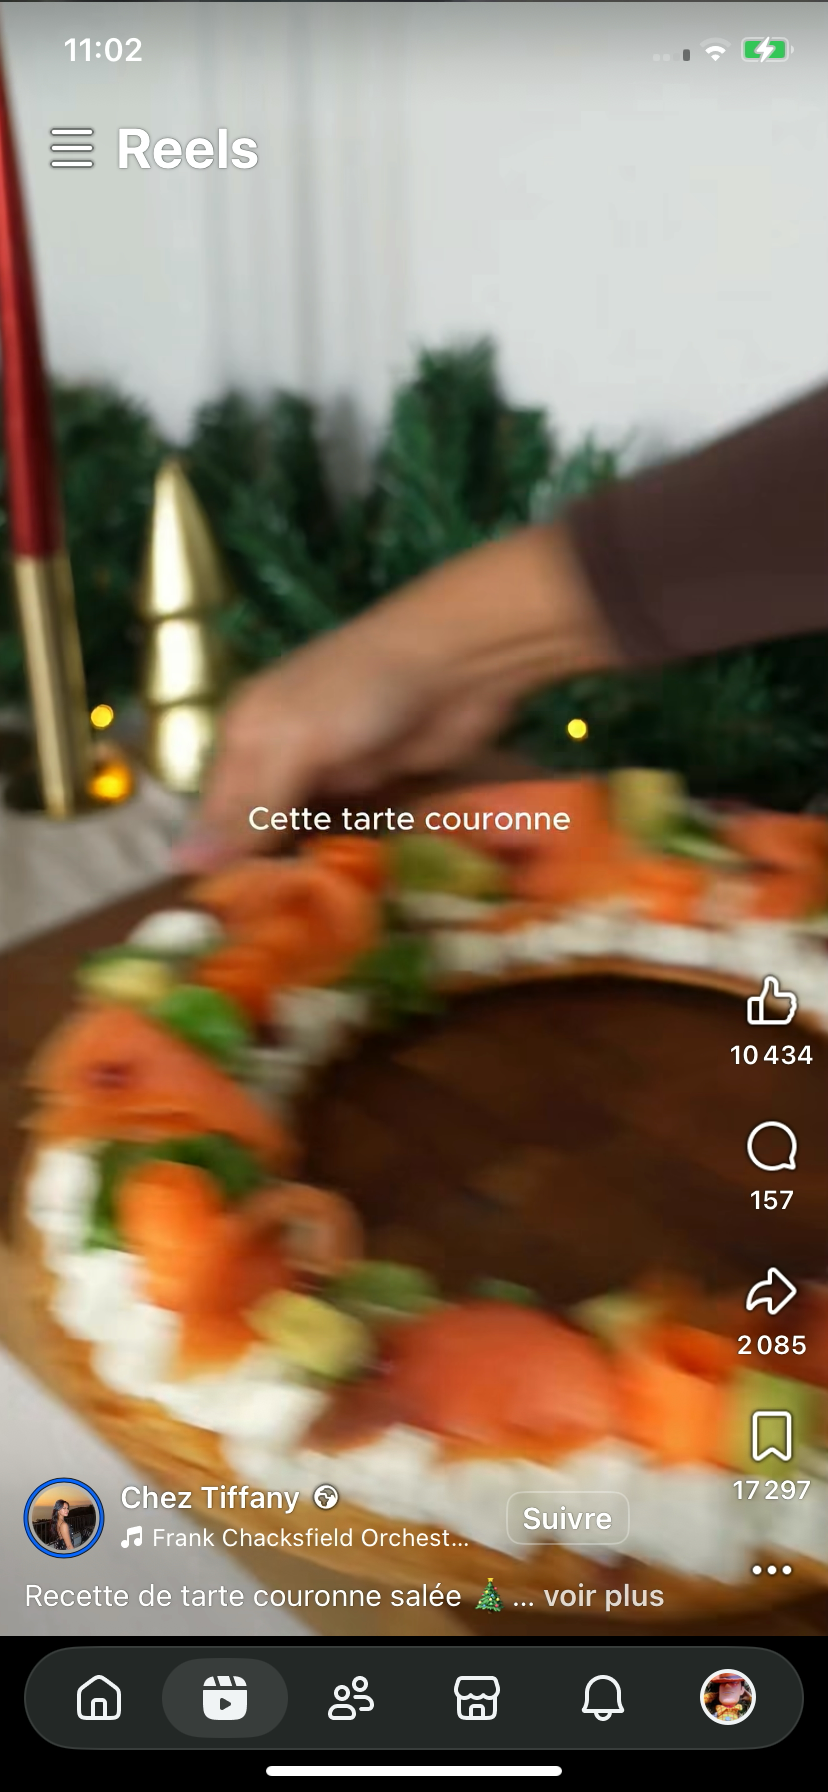 11:02
Reels
Cette tarte couronne
10 434
157
2 085
17 297
Chez Tiffany
Suivre
Frank Chacksfield Orchest...
Recette de tarte couronne salée 🎄... voir plus